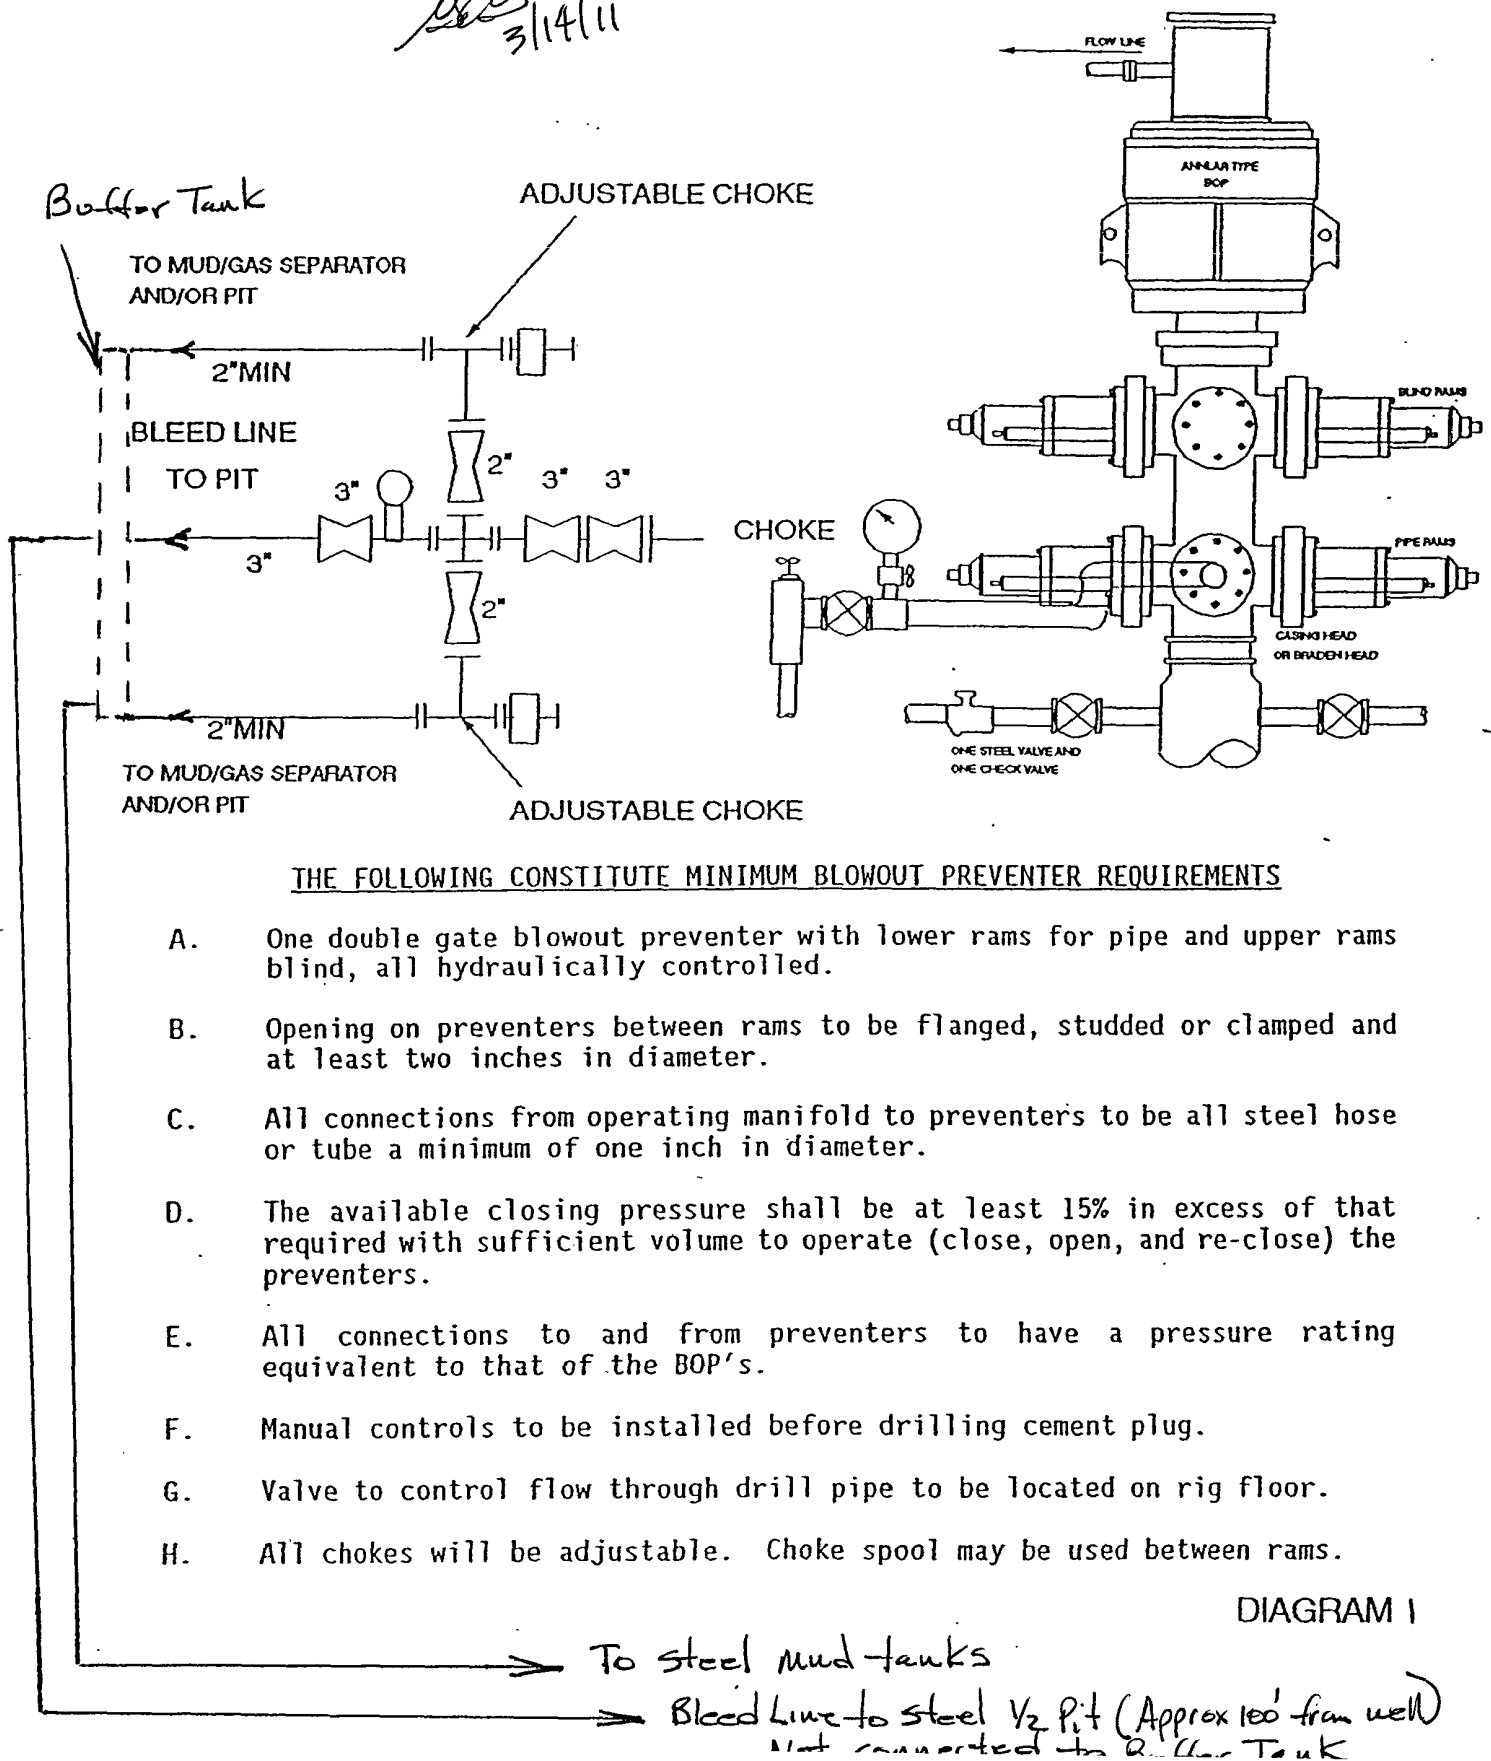 3/14/11
FLOW LINE
ANNLAR TYPE
BOP
Buffer Tank
ADJUSTABLE CHOKE
TO MUD/GAS SEPARATOR
AND/OR PIT
2"MIN
BLEED LINE
TO PIT
2"
3"
3"
3"
3"
2"
2"MIN
TO MUD/GAS SEPARATOR
AND/OR PIT
ADJUSTABLE CHOKE
BLIND RAMS
CHOKE
PIPE RAMS
CASING HEAD
OR BRADEN HEAD
ONE STEEL VALVE AND
ONE CHECK VALVE
THE FOLLOWING CONSTITUTE MINIMUM BLOWOUT PREVENTER REQUIREMENTS
A. One double gate blowout preventer with lower rams for pipe and upper rams
blind, all hydraulically controlled.
B. Opening on preventers between rams to be flanged, studded or clamped and
at least two inches in diameter.
C. All connections from operating manifold to preventers to be all steel hose
or tube a minimum of one inch in diameter.
D. The available closing pressure shall be at least 15% in excess of that
required with sufficient volume to operate (close, open, and re-close) the
preventers.
E. All connections to and from preventers to have a pressure rating
equivalent to that of the BOP's.
F. Manual controls to be installed before drilling cement plug.
G. Valve to control flow through drill pipe to be located on rig floor.
H. All chokes will be adjustable. Choke spool may be used between rams.
DIAGRAM 1
To steel mud tanks
Bleed Line to steel 1/2 Pit (Approx 100' from well)
Not connected to Buffer Tank